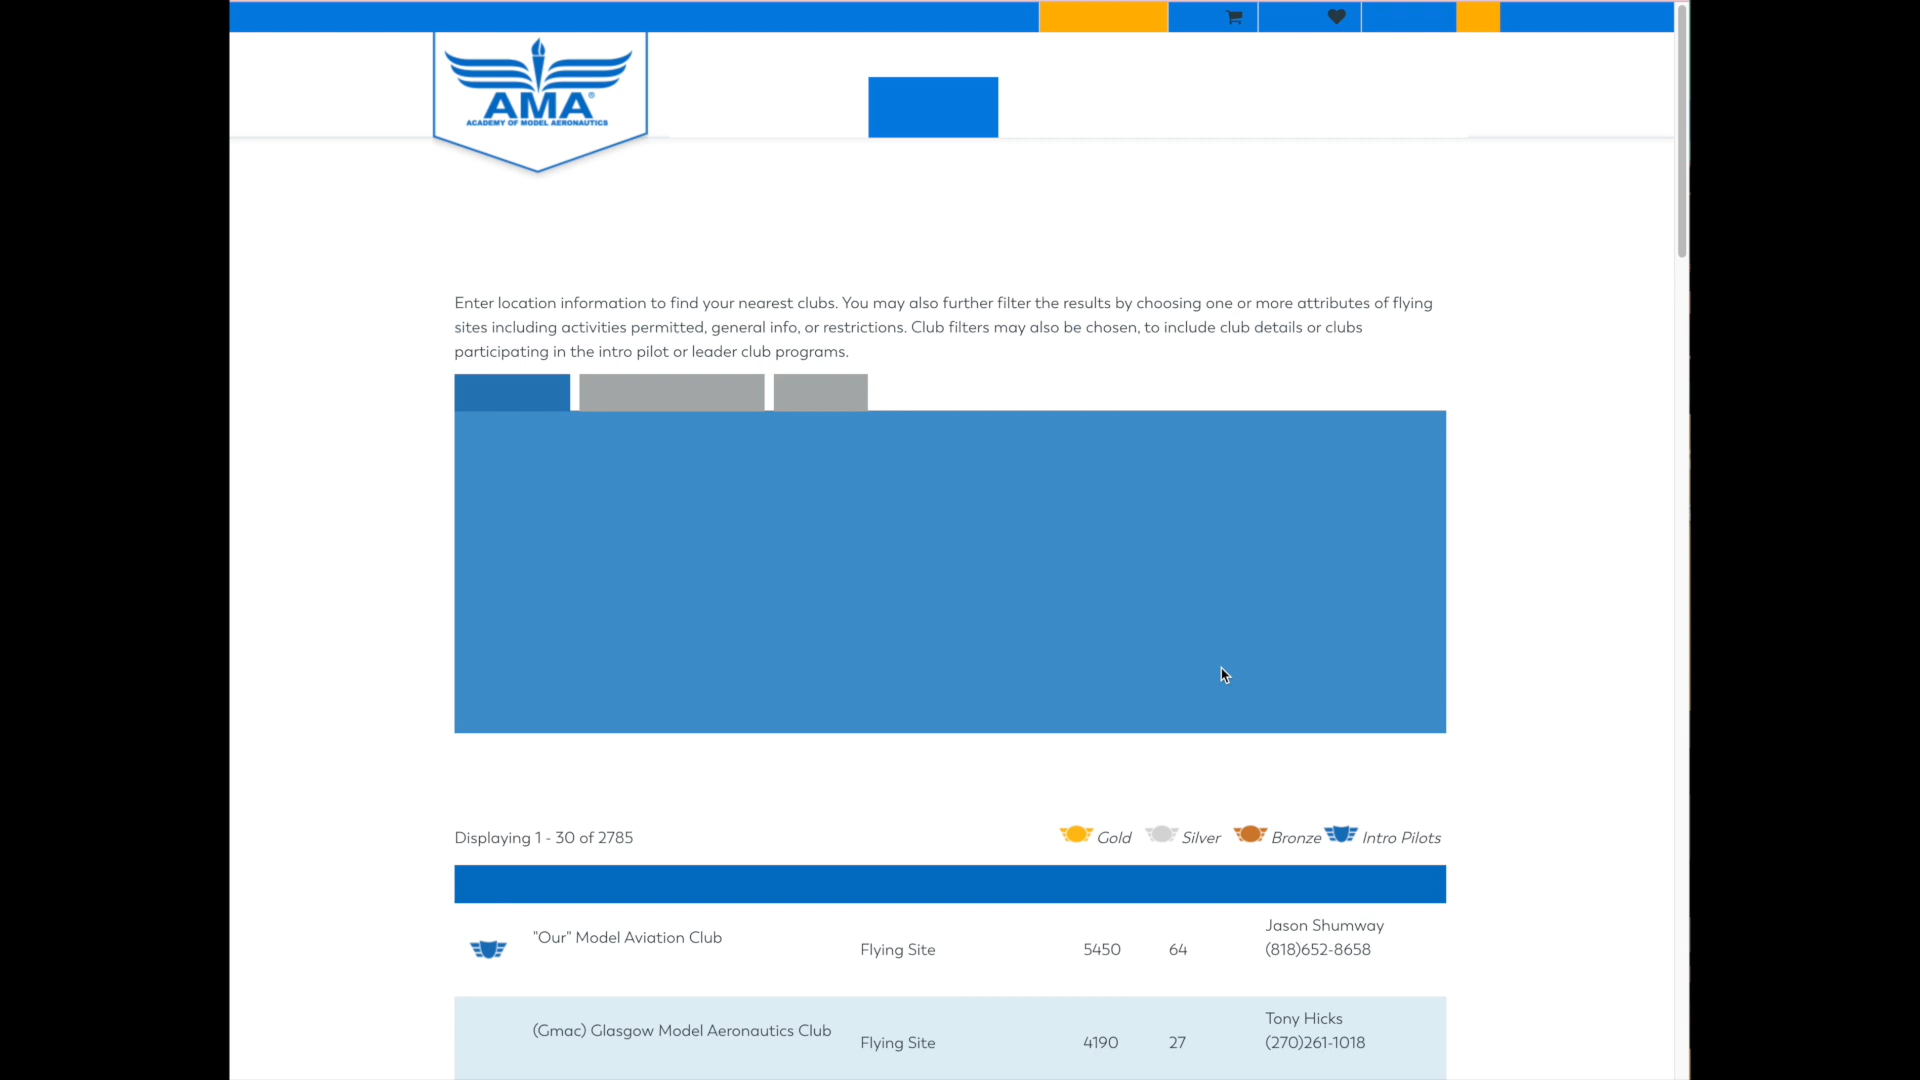 AMA®
ACADEMY OF MODEL AERONAUTICS
Enter location information to find your nearest clubs. You may also further filter the results by choosing one or more attributes of flying
sites including activities permitted, general info, or restrictions. Club filters may also be chosen, to include club details or clubs
participating in the intro pilot or leader club programs.
Displaying 1 - 30 of 2785
Gold Silver Bronze Intro Pilots
"Our" Model Aviation Club Flying Site 5450 64 Jason Shumway
(818)652-8658
(Gmac) Glasgow Model Aeronautics Club Flying Site 4190 27 Tony Hicks
(270)261-1018